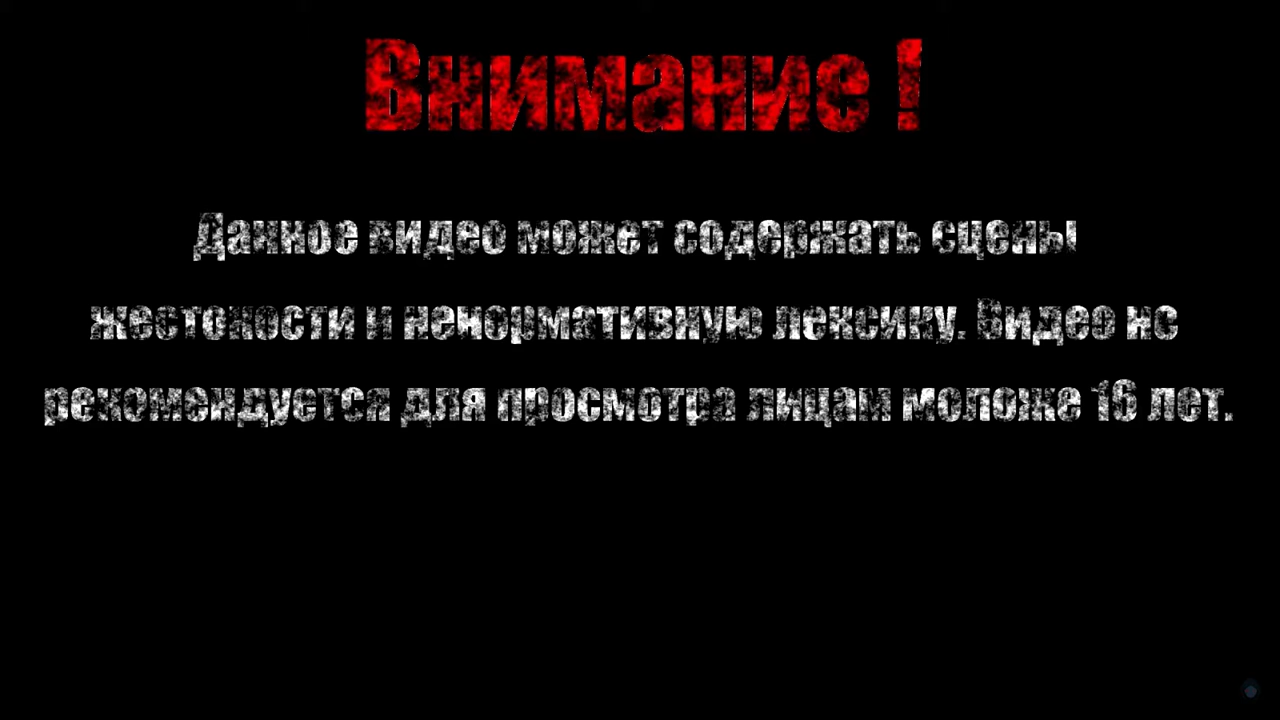 Внимание !
Данное видео может содержать сцены
жестокости и ненормативную лексику. Видео не
рекомендуется для просмотра лицам моложе 16 лет.